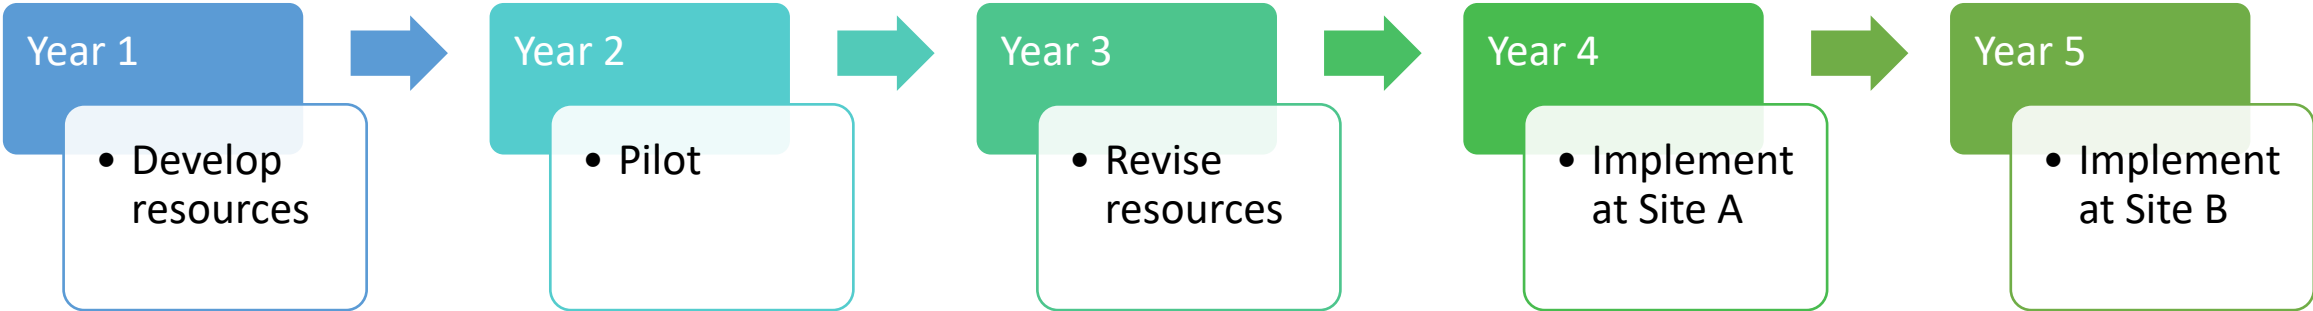 Year 1
• Develop
resources
Year 2
• Pilot
Year 3
• Revise
resources
Year 4
• Implement
at Site A
Year 5
• Implement
at Site B